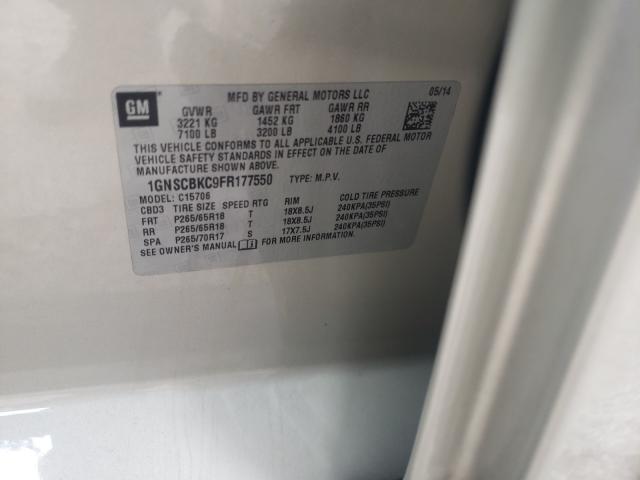 GM
MFD BY GENERAL MOTORS LLC 05/14
GVWR GAWR FRT GAWR RR
3221 KG 1452 KG 1860 KG
7100 LB 3200 LB 4100 LB
THIS VEHICLE CONFORMS TO ALL APPLICABLE U.S. FEDERAL MOTOR
VEHICLE SAFETY STANDARDS IN EFFECT ON THE DATE OF
MANUFACTURE SHOWN ABOVE.
1GNSCBKC9FR177550 TYPE: M.P.V.
MODEL: C15706
CBD3 TIRE SIZE SPEED RTG RIM COLD TIRE PRESSURE
FRT P265/65R18 T 18X8.5J 240KPA(35PSI)
RR P265/65R18 T 18X8.5J 240KPA(35PSI)
SPA P265/70R17 S 17X7.5J 240KPA(35PSI)
SEE OWNER'S MANUAL FOR MORE INFORMATION.